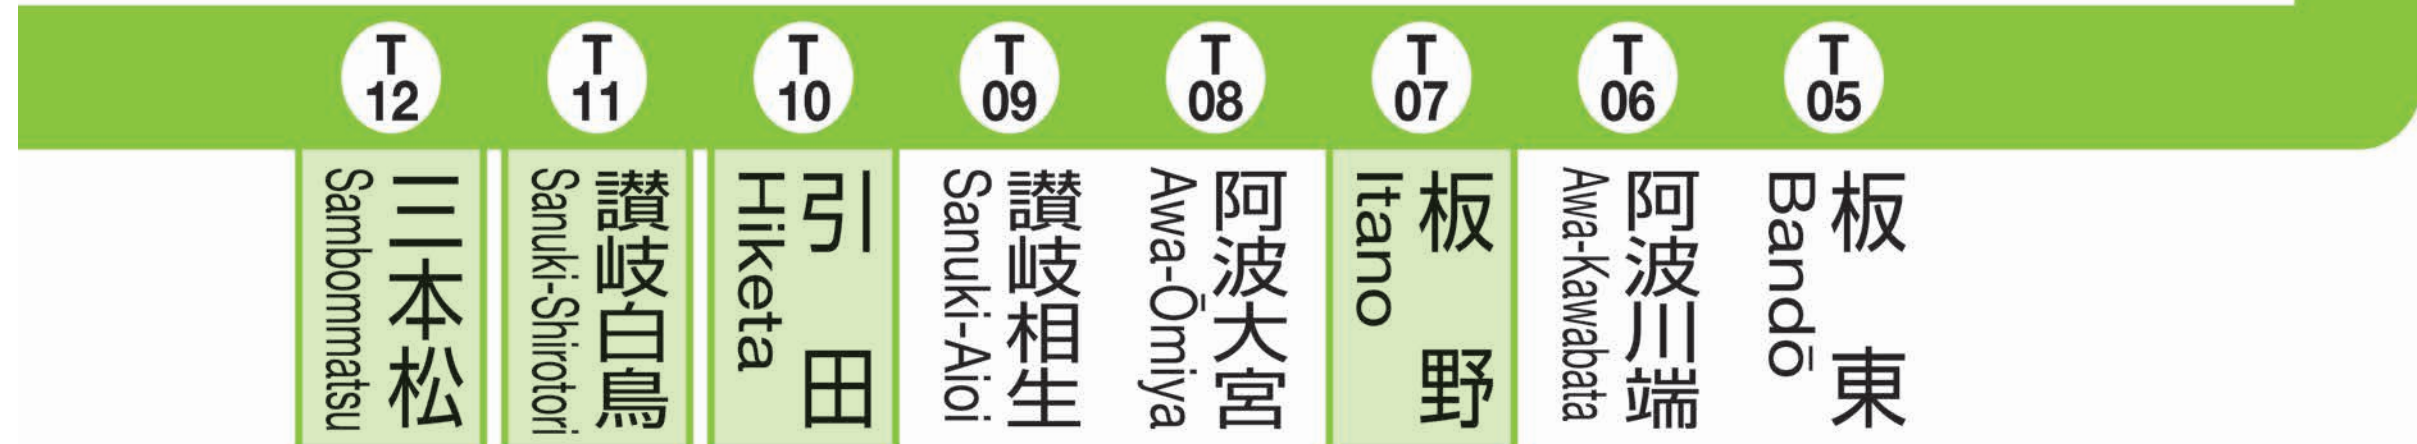 T
12
T
11
T
10
T
09
T
08
T
07
T
06
T
05
三本松
Sambommatsu
讃岐白鳥
Sanuki-Shirotori
引田
Hiketa
讃岐相生
Sanuki-Aioi
阿波大宮
Awa-Ōmiya
板野
Itano
阿波川端
Awa-Kawabata
板東
Bandō